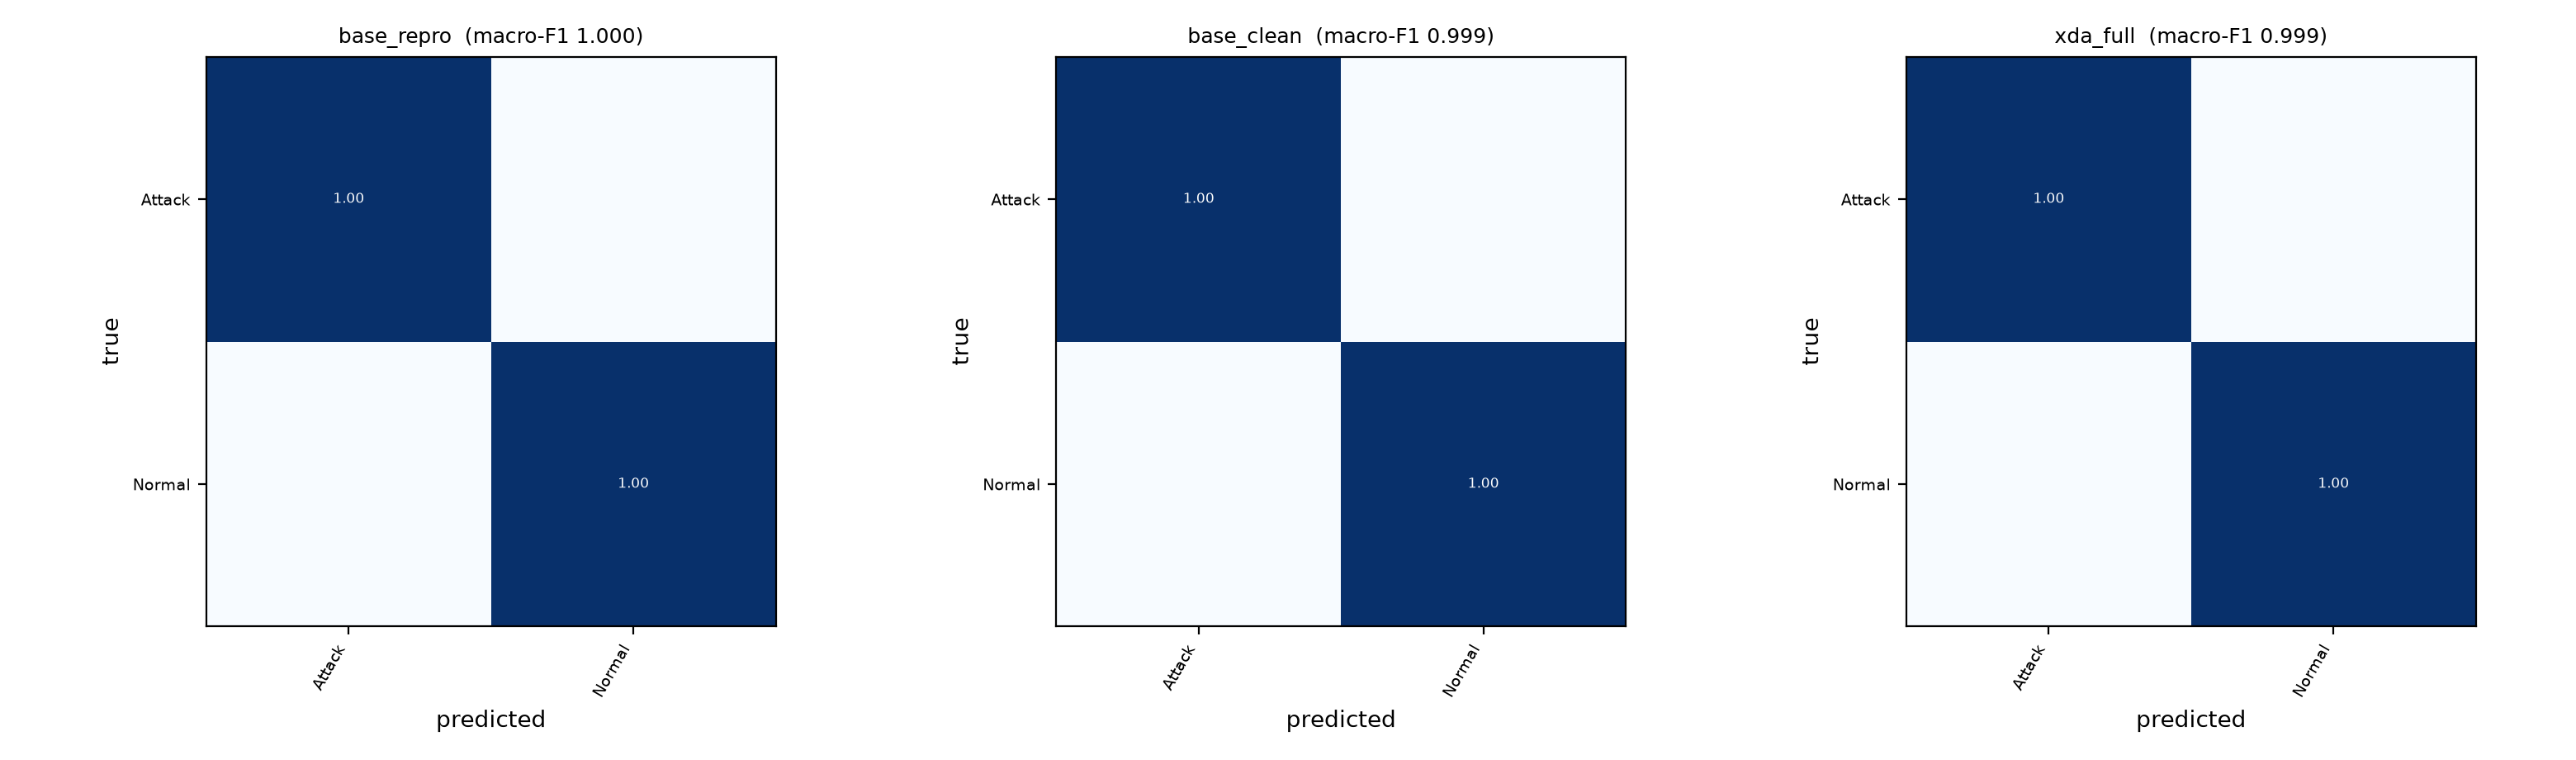 base_repro (macro-F1 1.000)
Attack
Normal
true
1.00
1.00
Attack
Normal
predicted
base_clean (macro-F1 0.999)
Attack
Normal
true
1.00
1.00
Attack
Normal
predicted
xda_full (macro-F1 0.999)
Attack
Normal
true
1.00
1.00
Attack
Normal
predicted